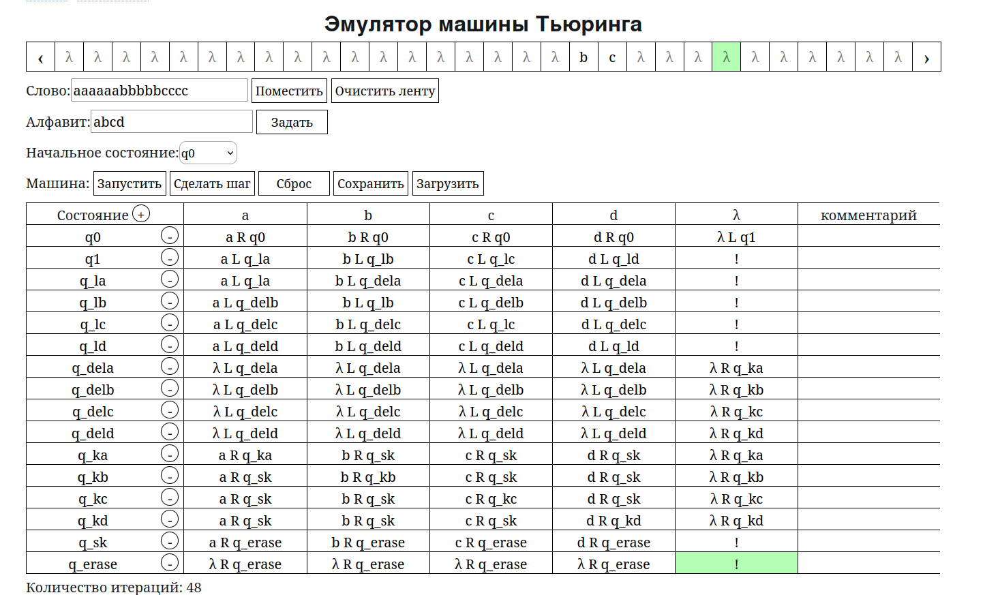 Эмулятор машины Тьюринга
‹ λ λ λ λ λ λ λ λ λ λ λ λ λ λ λ λ λ λ b c λ λ λ λ λ λ λ λ λ λ ›
Слово: aaaaaabbbbbcccc Поместить Очистить ленту
Алфавит: abcd Задать
Начальное состояние: q0
Машина: Запустить Сделать шаг Сброс Сохранить Загрузить
Состояние + a b c d λ комментарий
q0 - a R q0 b R q0 c R q0 d R q0 λ L q1
q1 - a L q_la b L q_lb c L q_lc d L q_ld !
q_la - a L q_la b L q_dela c L q_dela d L q_dela !
q_lb - a L q_delb b L q_lb c L q_delb d L q_delb !
q_lc - a L q_delc b L q_delc c L q_lc d L q_delc !
q_ld - a L q_deld b L q_deld c L q_deld d L q_ld !
q_dela - λ L q_dela λ L q_dela λ L q_dela λ L q_dela λ R q_ka
q_delb - λ L q_delb λ L q_delb λ L q_delb λ L q_delb λ R q_kb
q_delc - λ L q_delc λ L q_delc λ L q_delc λ L q_delc λ R q_kc
q_deld - λ L q_deld λ L q_deld λ L q_deld λ L q_deld λ R q_kd
q_ka - a R q_ka b R q_sk c R q_sk d R q_sk λ R q_ka
q_kb - a R q_sk b R q_kb c R q_sk d R q_sk λ R q_kb
q_kc - a R q_sk b R q_sk c R q_kc d R q_sk λ R q_kc
q_kd - a R q_sk b R q_sk c R q_sk d R q_kd λ R q_kd
q_sk - a R q_erase b R q_erase c R q_erase d R q_erase !
q_erase - λ R q_erase λ R q_erase λ R q_erase λ R q_erase !
Количество итераций: 48